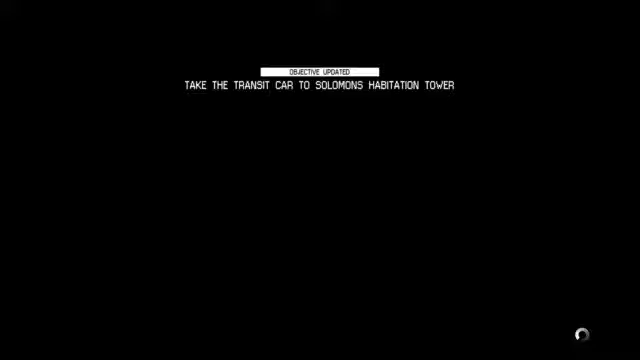 OBJECTIVE UPDATED
TAKE THE TRANSIT CAR TO SOLOMONS HABITATION TOWER